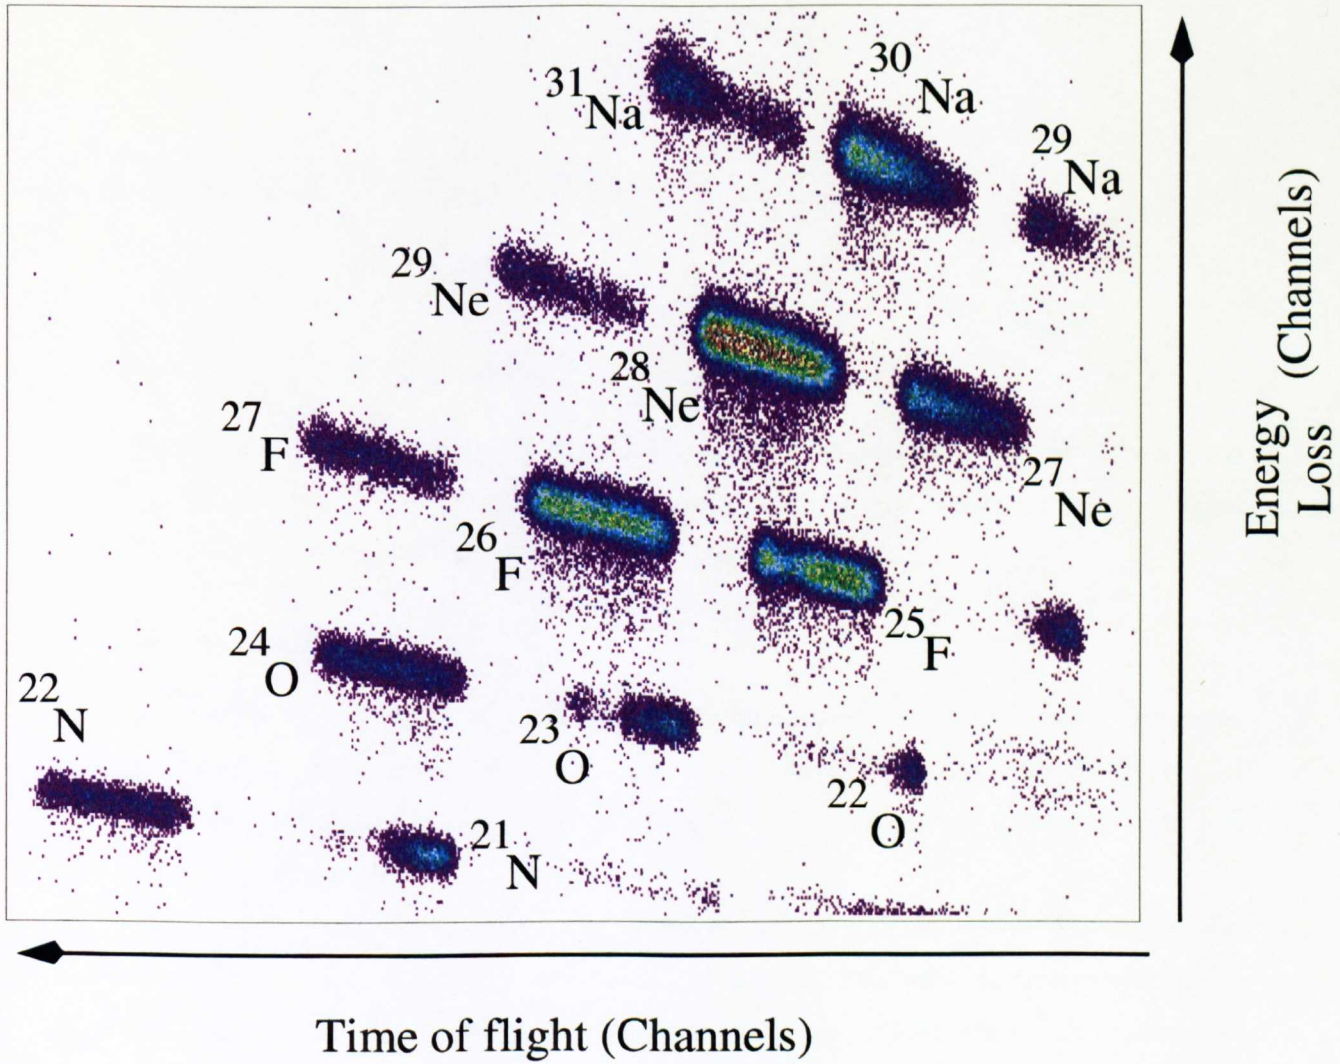 30
Na
31
Na
29
Na
29
Ne
28
Ne
27
Ne
27
F
26
F
25
F
24
O
23
O
22
O
22
N
21
N
Energy (Channels)
Loss
Time of flight (Channels)